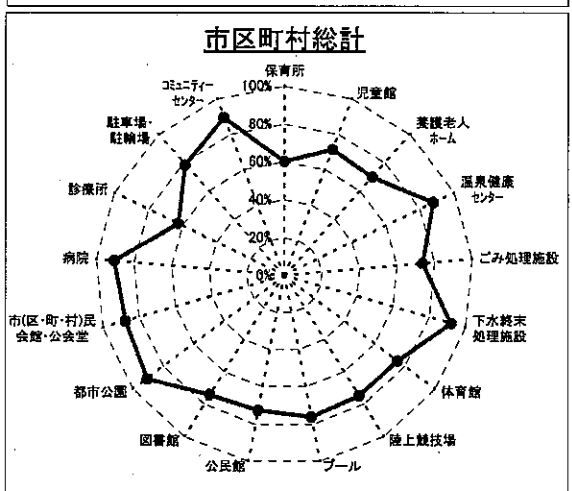 市区町村総計
保育所
児童館
養護老人
ホーム
温泉健康
センター
ごみ処理施設
下水終末
処理施設
体育館
陸上競技場
プール
公民館
図書館
都市公園
市(区・町・村)民
会館・公会堂
病院
診療所
駐車場・
駐輪場
コミュニティー
センター
100%
80%
60%
40%
20%
0%